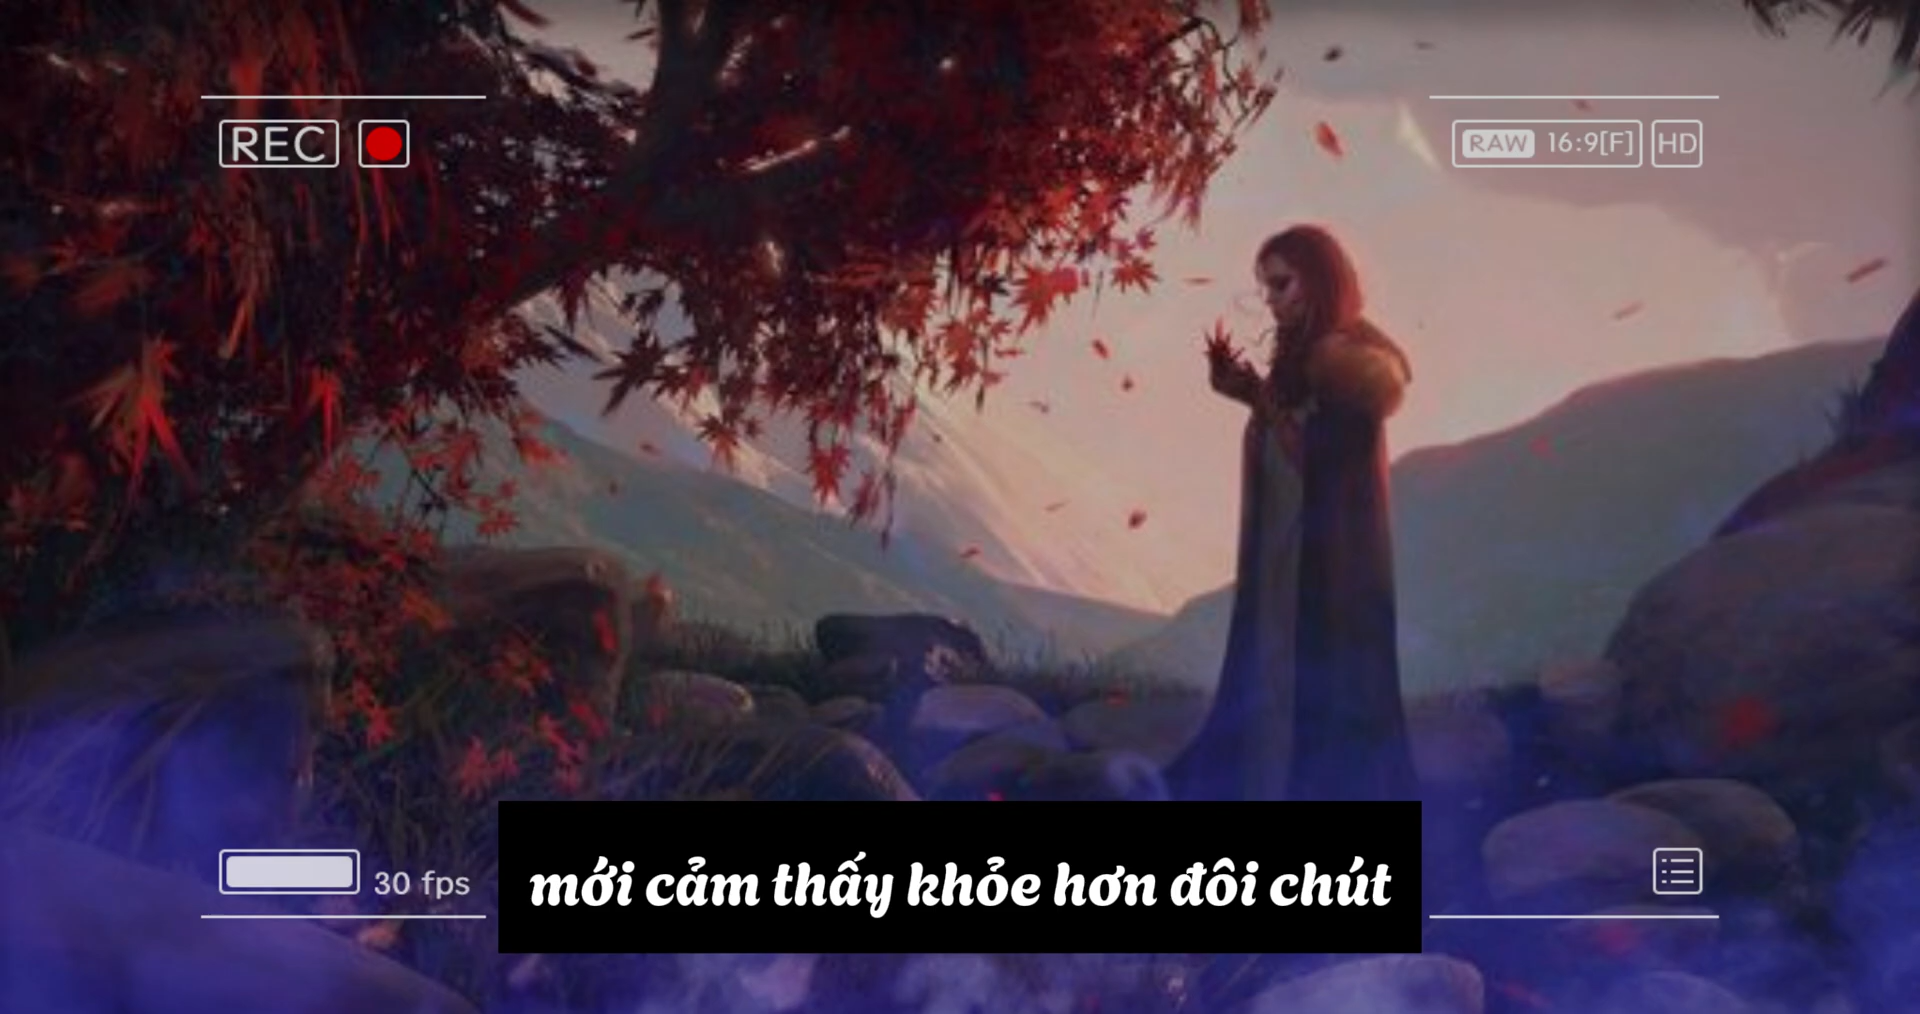 REC
RAW 16:9[F] HD
30 fps
mới cảm thấy khỏe hơn đôi chút